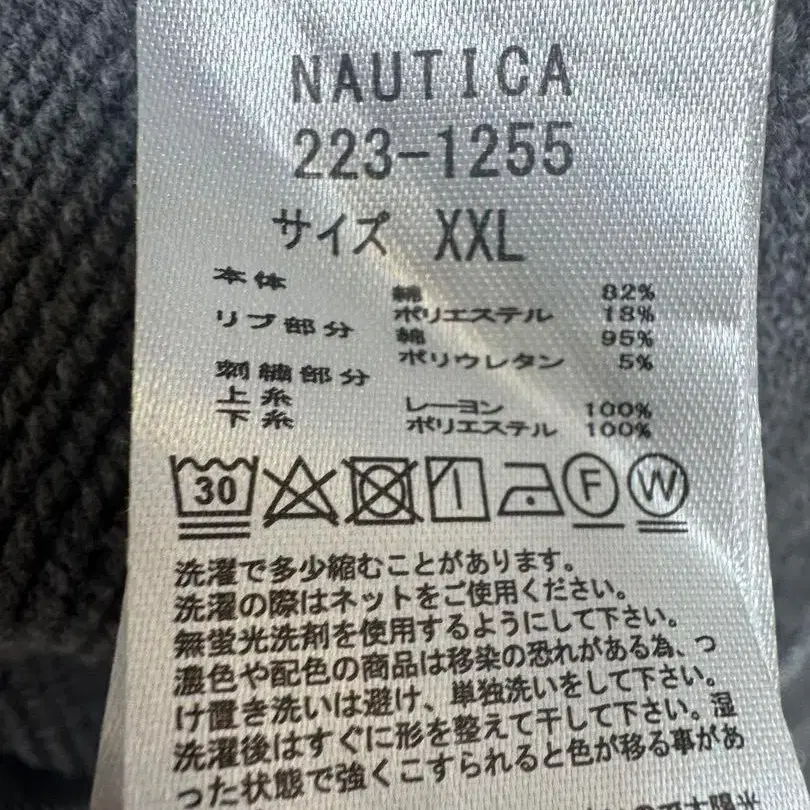 NAUTICA
223-1255
サイズ XXL
本体 綿 82%
ポリエステル 18%
リブ部分 綿 95%
ポリウレタン 5%
刺繍部分
上糸 レーヨン 100%
下糸 ポリエステル 100%
30 F W
洗濯で多少縮むことがあります。
洗濯の際はネットをご使用ください。
無蛍光洗剤を使用するようにして下さい。
濃色や配色の商品は移染の恐れがある為、つ
け置き洗いは避け、単独洗いをして下さい。
洗濯後はすぐに形を整えて干して下さい。湿
った状態で強くこすられると色が移る事があ